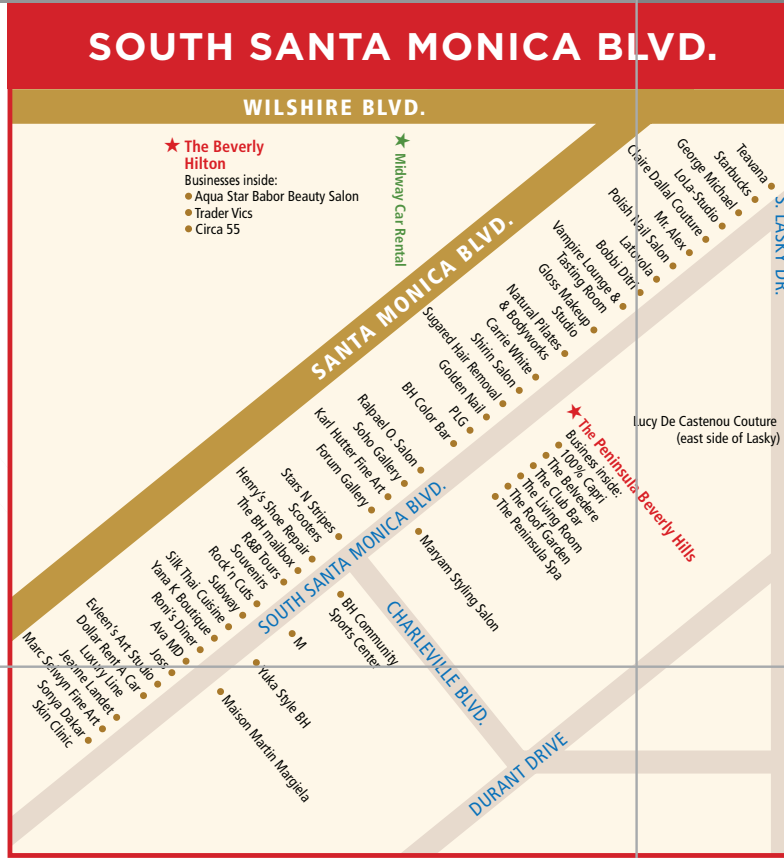 SOUTH SANTA MONICA BLVD.
WILSHIRE BLVD.
The Beverly
Hilton
Businesses inside:
Aqua Star Babor Beauty Salon
Trader Vics
Circa 55
Midway Car Rental
SANTA MONICA BLVD.
S. LASKY DR.
Teavana
Starbucks
George Michael
LoLa-Studio
Claire Dallal Couture
Mr. Alex
Polish Nail Salon
Latovola
Bobbi Ditri
Vampire Lounge &
Tasting Room
Gloss Makeup
Studio
Natural Pilates
& Bodyworks
Carrie White
Shirin Salon
Sugared Hair Removal
Golden Nail
PLG
BH Color Bar
Ralpael O. Salon
Soho Gallery
Karl Hutter Fine Art
Forum Gallery
Stars N Stripes
Scooters
Henry's Shoe Repair
The BH mailbox
R&B Tours
Souvenirs
Rock'n Cuts
Subway
Silk Thai Cuisine
Yana K Boutique
Roni's Diner
Ava MD
Joss
Evleen's Art Studio
Dollar Rent A Car
Luxury Line
Jeanne Landet
Marc Selwyn Fine Art
Sonya Dakar
Skin Clinic
Lucy De Castenou Couture
(east side of Lasky)
The Peninsula Beverly Hills
Business inside:
100% Capri
The Belvedere
The Club Bar
The Living Room
The Roof Garden
The Peninsula Spa
SOUTH SANTA MONICA BLVD.
Maryam Styling Salon
BH Community
Sports Center
M
Yuka Style BH
Maison Martin Margiela
CHARLEVILLE BLVD.
DURANT DRIVE